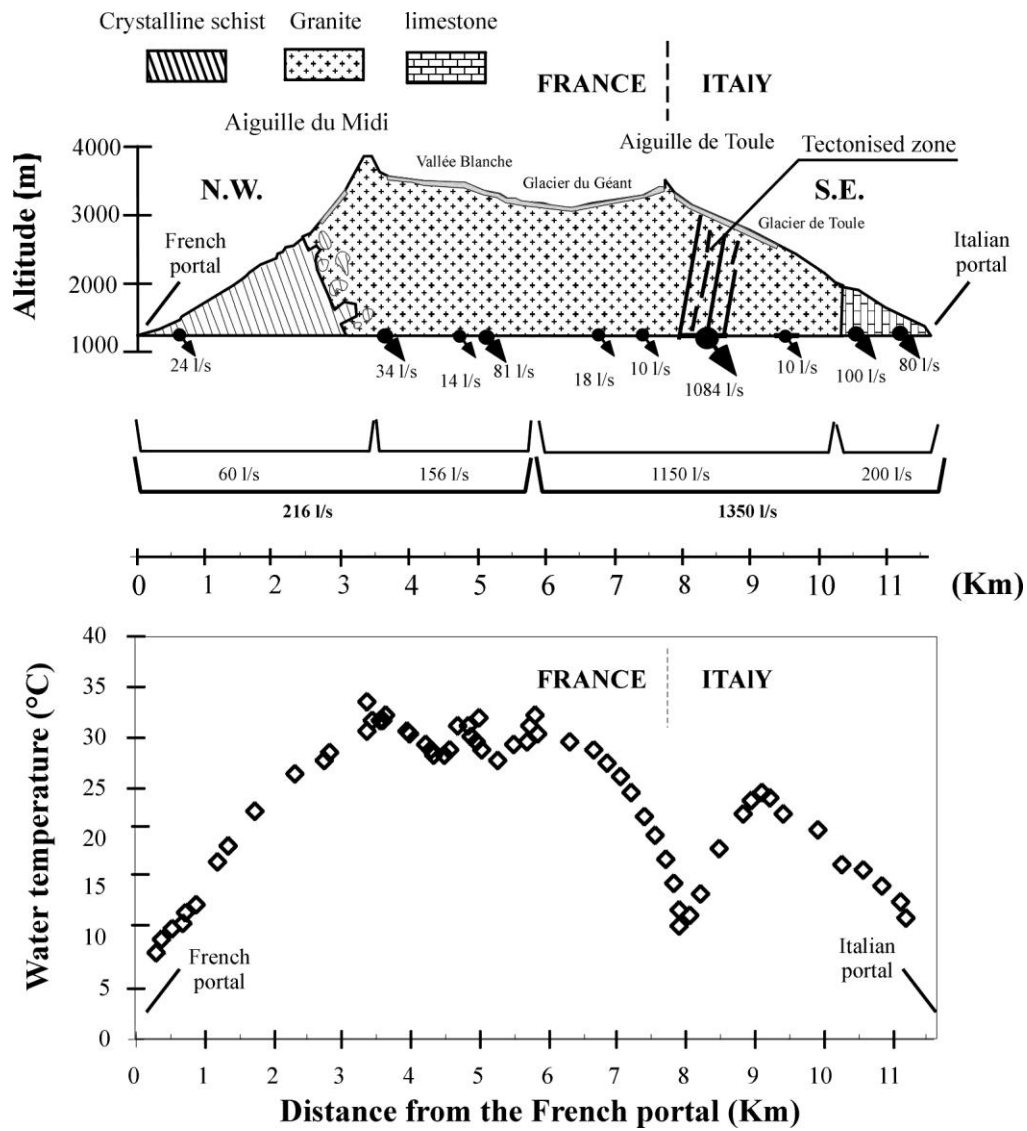 Crystalline schist Granite limestone
FRANCE ITAlY
Aiguille du Midi Aiguille de Toule Tectonised zone
Altitude [m)
4000
3000
2000
1000
N.W.
Vallée Blanche
Glacier du Géant
S.E.
Glacier de Toule
French
portal
Italian
portal
24 l/s 34 l/s 14 l/s 81 l/s 18 l/s 10 l/s 1084 l/s 10 l/s 100 l/s 80 l/s
60 l/s 156 l/s 1150 l/s 200 l/s
216 l/s 1350 l/s
0 1 2 3 4 5 6 7 8 9 10 11 (Km)
Water temperature (°C)
40
35
30
25
20
15
10
5
0
FRANCE ITAlY
French
portal
Italian
portal
0 1 2 3 4 5 6 7 8 9 10 11
Distance from the French portal (Km)